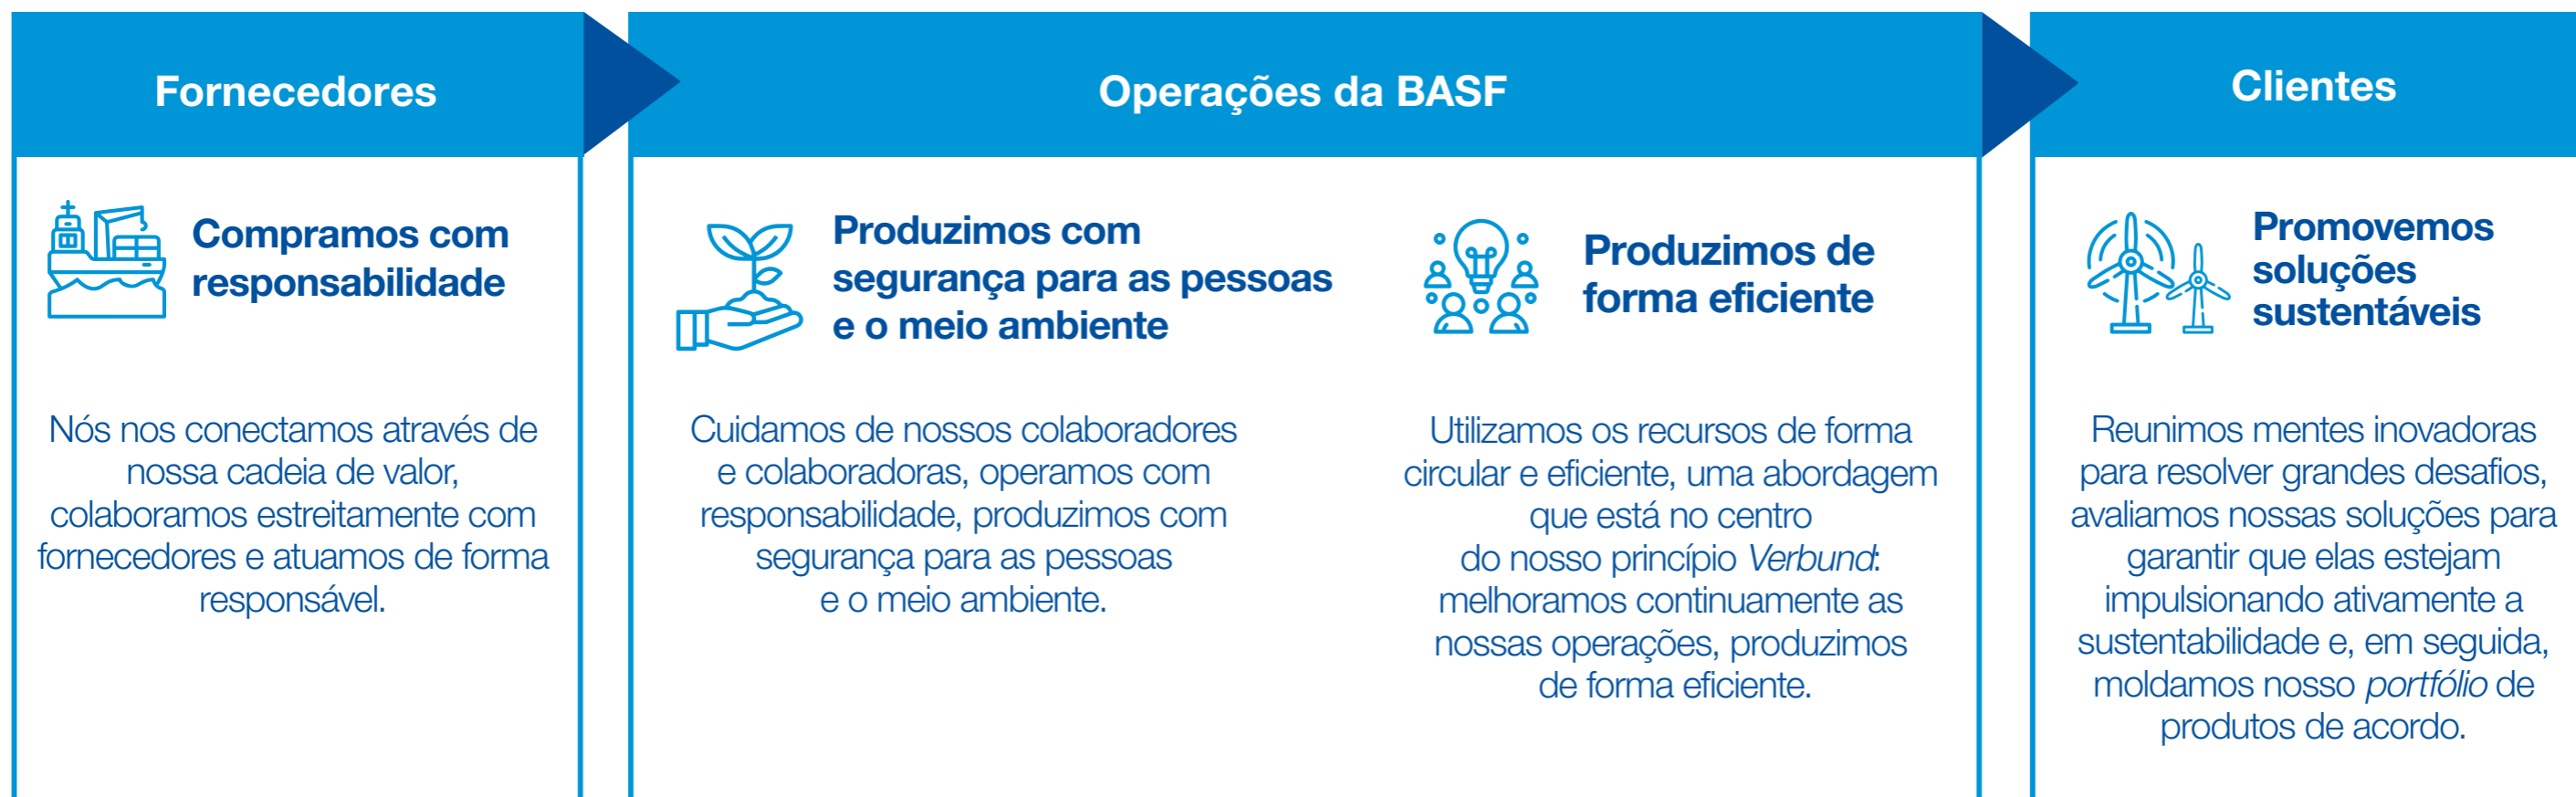 Fornecedores
Compramos com
responsabilidade
Nós nos conectamos através de
nossa cadeia de valor,
colaboramos estreitamente com
fornecedores e atuamos de forma
responsável.
Operações da BASF
Produzimos com
segurança para as pessoas
e o meio ambiente
Cuidamos de nossos colaboradores
e colaboradoras, operamos com
responsabilidade, produzimos com
segurança para as pessoas
e o meio ambiente.
Produzimos de
forma eficiente
Utilizamos os recursos de forma
circular e eficiente, uma abordagem
que está no centro
do nosso princípio Verbund:
melhoramos continuamente as
nossas operações, produzimos
de forma eficiente.
Clientes
Promovemos
soluções
sustentáveis
Reunimos mentes inovadoras
para resolver grandes desafios,
avaliamos nossas soluções para
garantir que elas estejam
impulsionando ativamente a
sustentabilidade e, em seguida,
moldamos nosso portfólio de
produtos de acordo.